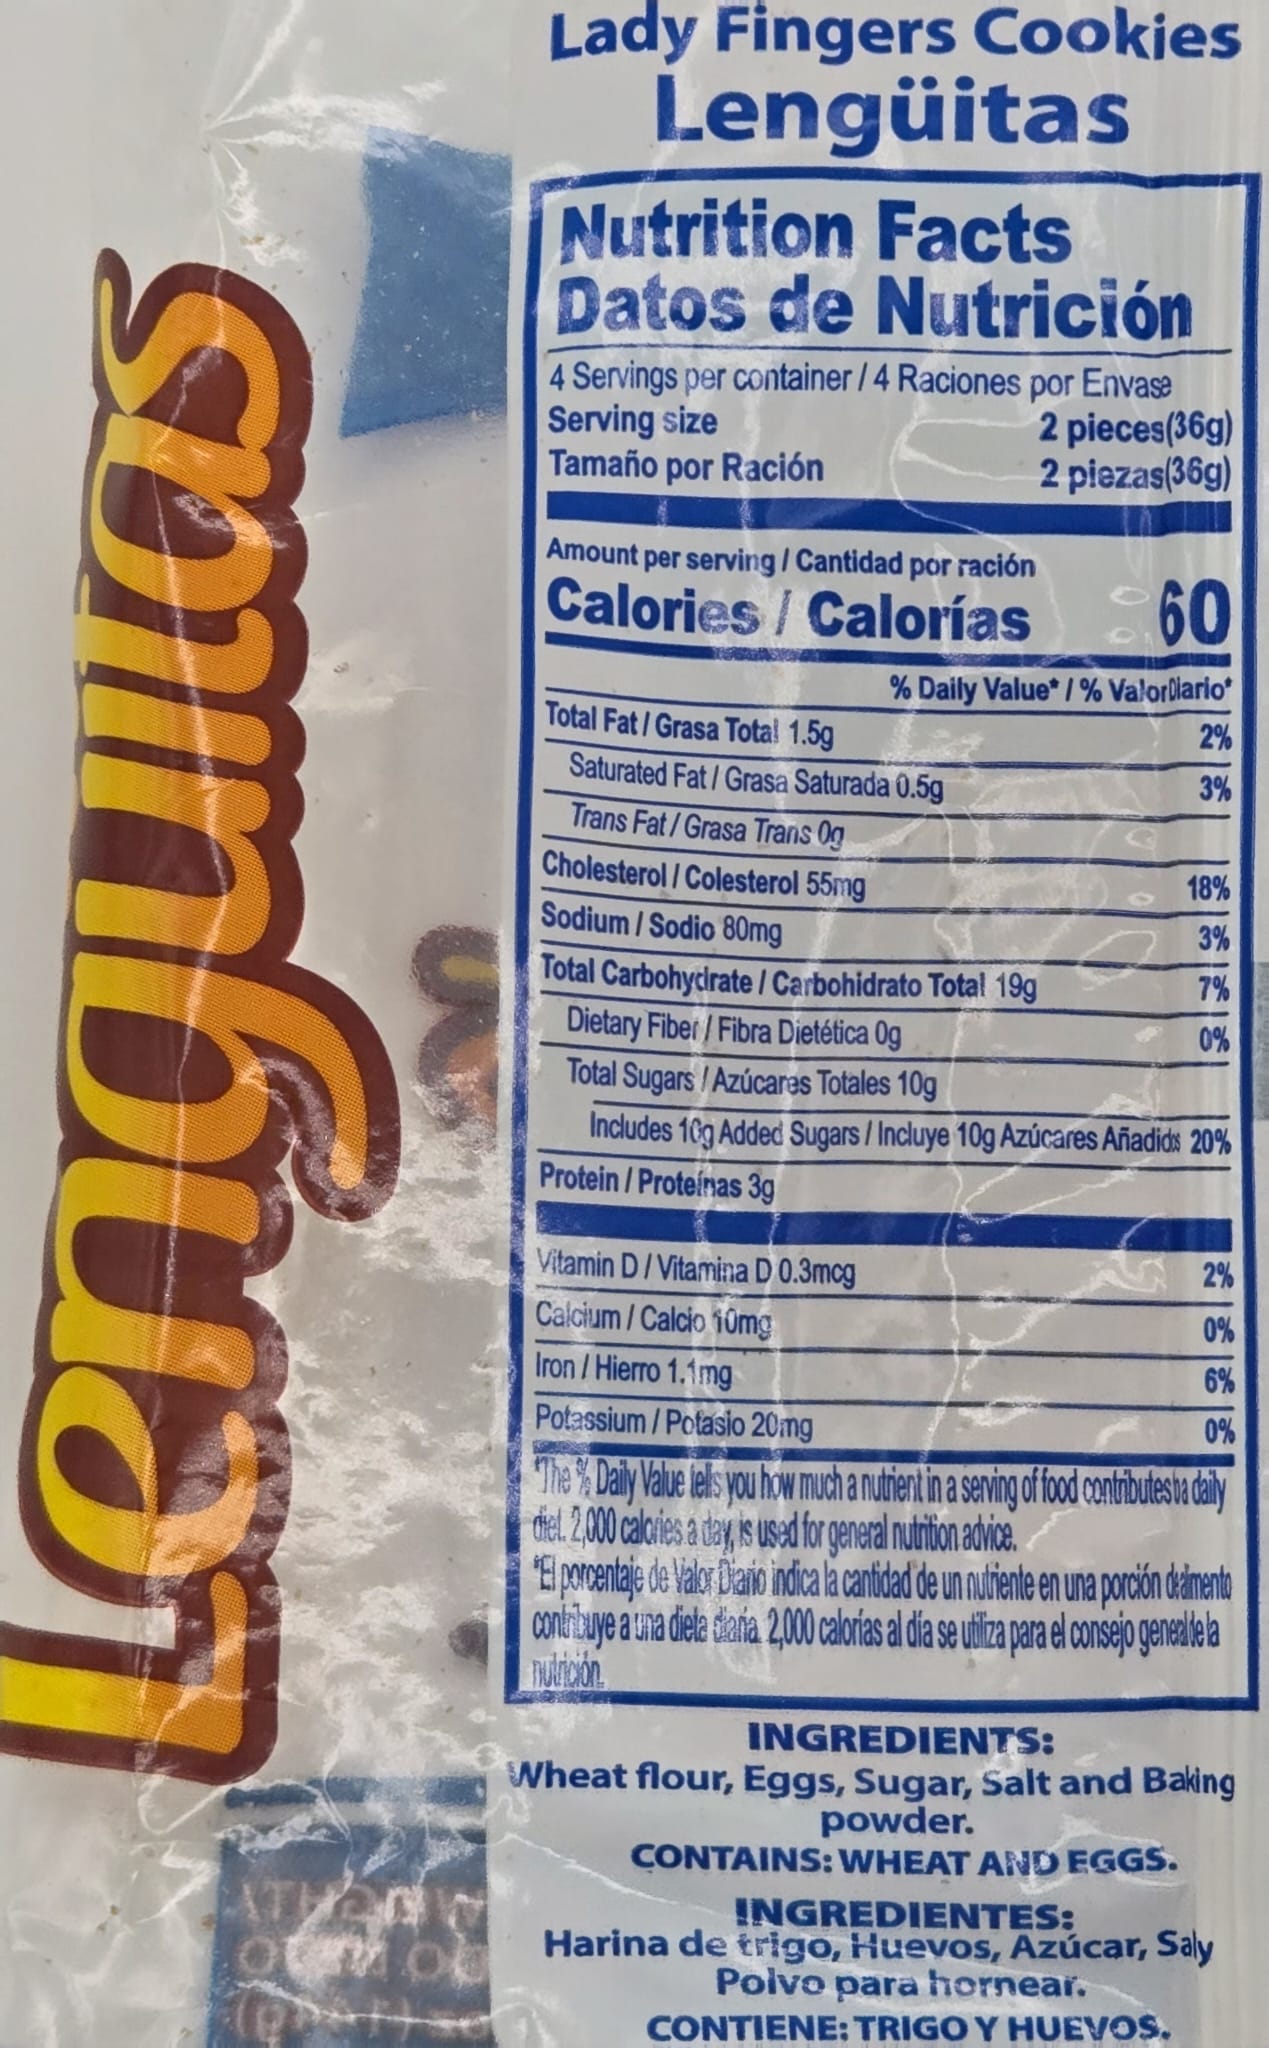 Lady Fingers Cookies
Lengüitas
Nutrition Facts
Datos de Nutrición
4 Servings per container / 4 Raciones por Envase
Serving size 2 pieces(36g)
Tamaño por Ración 2 piezas(36g)
Amount per serving / Cantidad por ración
Calories / Calorías 60
% Daily Value* / % Valor Diario*
Total Fat / Grasa Total 1.5g 2%
Saturated Fat / Grasa Saturada 0.5g 3%
Trans Fat / Grasa Trans 0g
Cholesterol / Colesterol 55mg 18%
Sodium / Sodio 80mg 3%
Total Carbohydrate / Carbohidrato Total 19g 7%
Dietary Fiber / Fibra Dietética 0g 0%
Total Sugars / Azúcares Totales 10g
Includes 10g Added Sugars / Incluye 10g Azúcares Añadidos 20%
Protein / Proteínas 3g
Vitamin D / Vitamina D 0.3mcg 2%
Calcium / Calcio 10mg 0%
Iron / Hierro 1.1mg 6%
Potassium / Potasio 20mg 0%
*The % Daily Value tells you how much a nutrient in a serving of food contributes to a daily
diet. 2,000 calories a day, is used for general nutrition advice.
*El porcentaje de Valor Diario indica la cantidad de un nutriente en una porción de alimento
contribuye a una dieta diaria. 2,000 calorías al día se utiliza para el consejo general de la
nutrición.
INGREDIENTS:
Wheat flour, Eggs, Sugar, Salt and Baking
powder.
CONTAINS: WHEAT AND EGGS.
INGREDIENTES:
Harina de trigo, Huevos, Azúcar, Sal y
Polvo para hornear.
CONTIENE: TRIGO Y HUEVOS.
Lenguitas